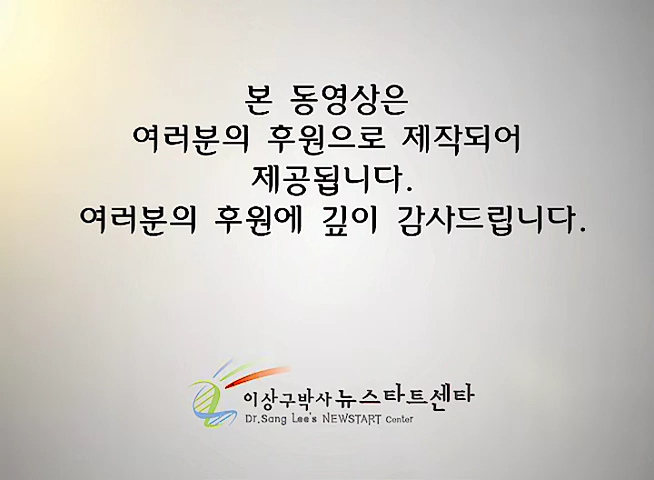 본 동영상은
여러분의 후원으로 제작되어
제공됩니다.
여러분의 후원에 깊이 감사드립니다.
이상구박사 뉴스타트센타
Dr.Sang Lee's NEWSTART Center